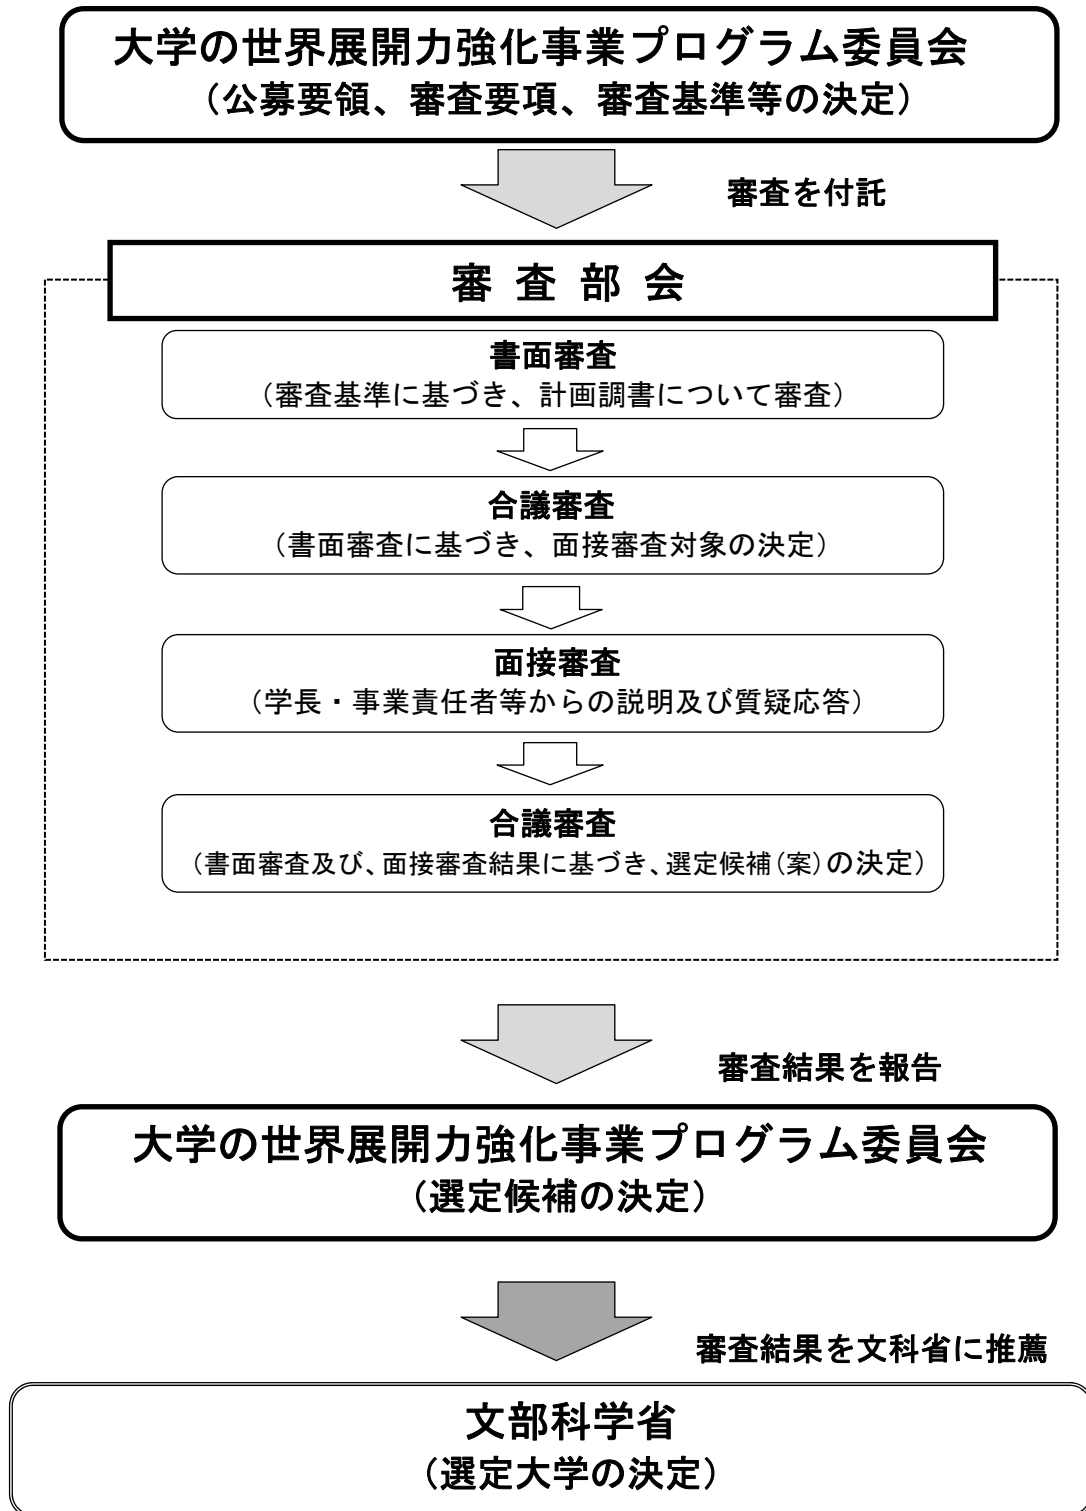 大学の世界展開力強化事業プログラム委員会
（公募要領、審査要項、審査基準等の決定）
審査を付託
審査部会
書面審査
（審査基準に基づき、計画調書について審査）
合議審査
（書面審査に基づき、面接審査対象の決定）
面接審査
（学長・事業責任者等からの説明及び質疑応答）
合議審査
（書面審査及び、面接審査結果に基づき、選定候補（案）の決定）
審査結果を報告
大学の世界展開力強化事業プログラム委員会
（選定候補の決定）
審査結果を文科省に推薦
文部科学省
（選定大学の決定）